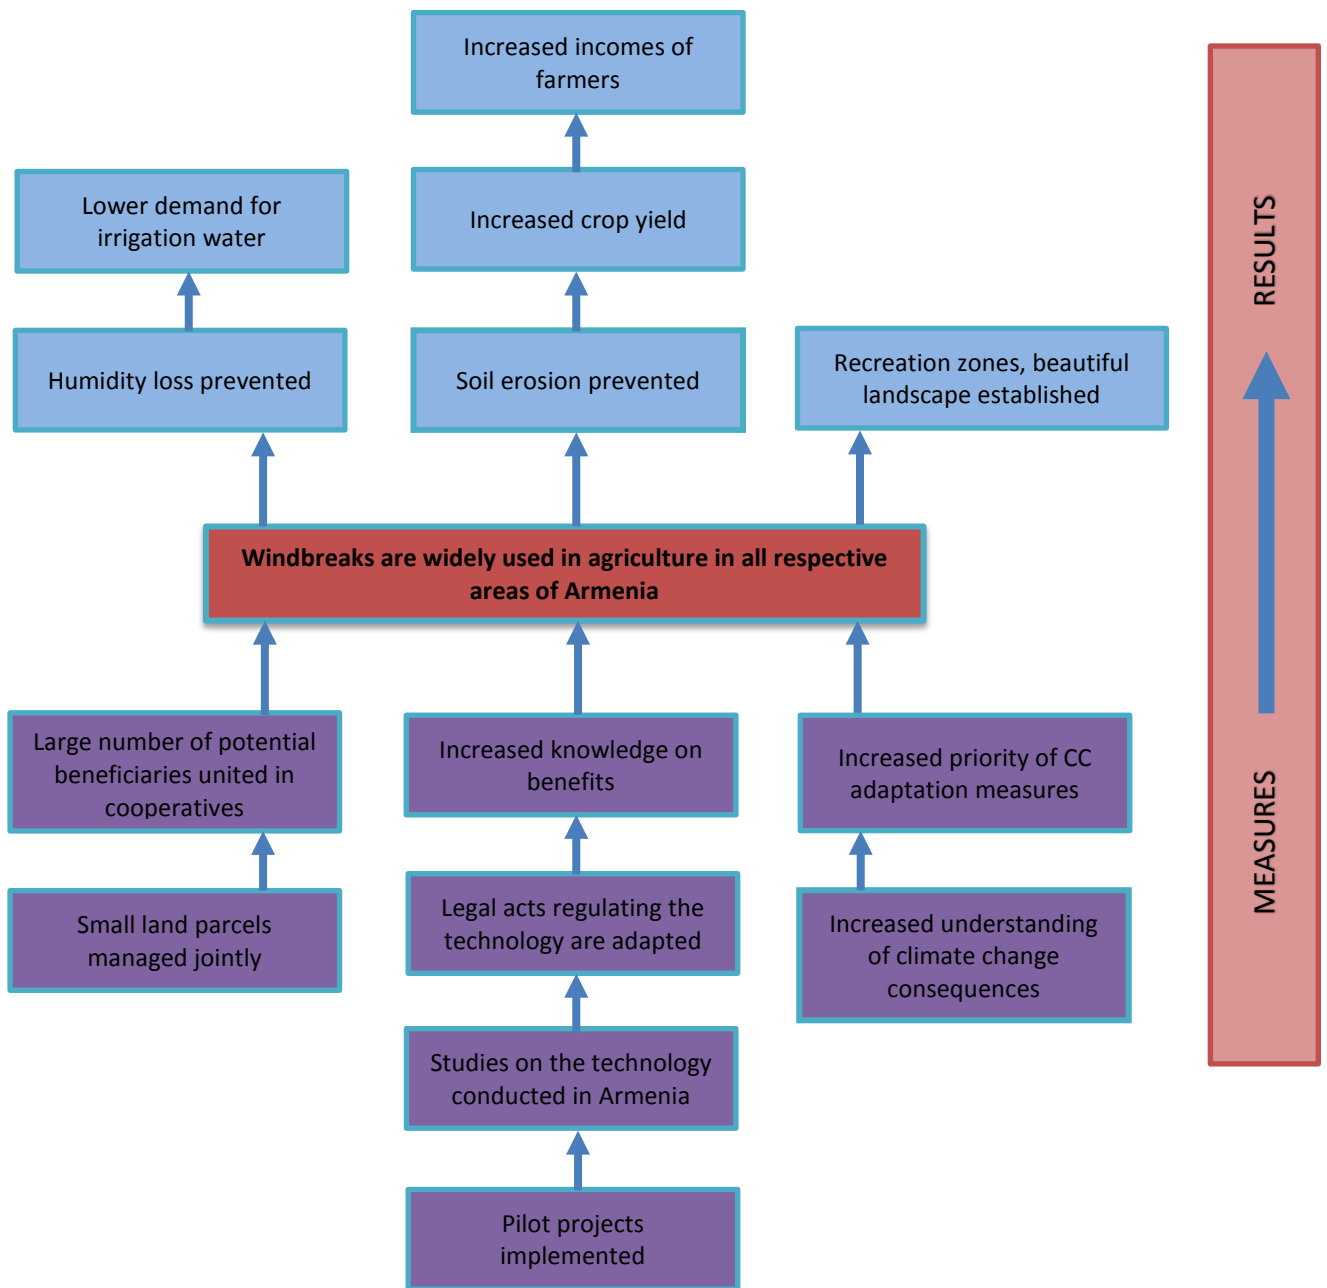 Increased incomes of
farmers
Lower demand for
irrigation water
Increased crop yield
Humidity loss prevented
Soil erosion prevented
Recreation zones, beautiful
landscape established
Windbreaks are widely used in agriculture in all respective
areas of Armenia
Large number of potential
beneficiaries united in
cooperatives
Increased knowledge on
benefits
Increased priority of CC
adaptation measures
Small land parcels
managed jointly
Legal acts regulating the
technology are adapted
Increased understanding
of climate change
consequences
Studies on the technology
conducted in Armenia
Pilot projects
implemented
RESULTS
MEASURES